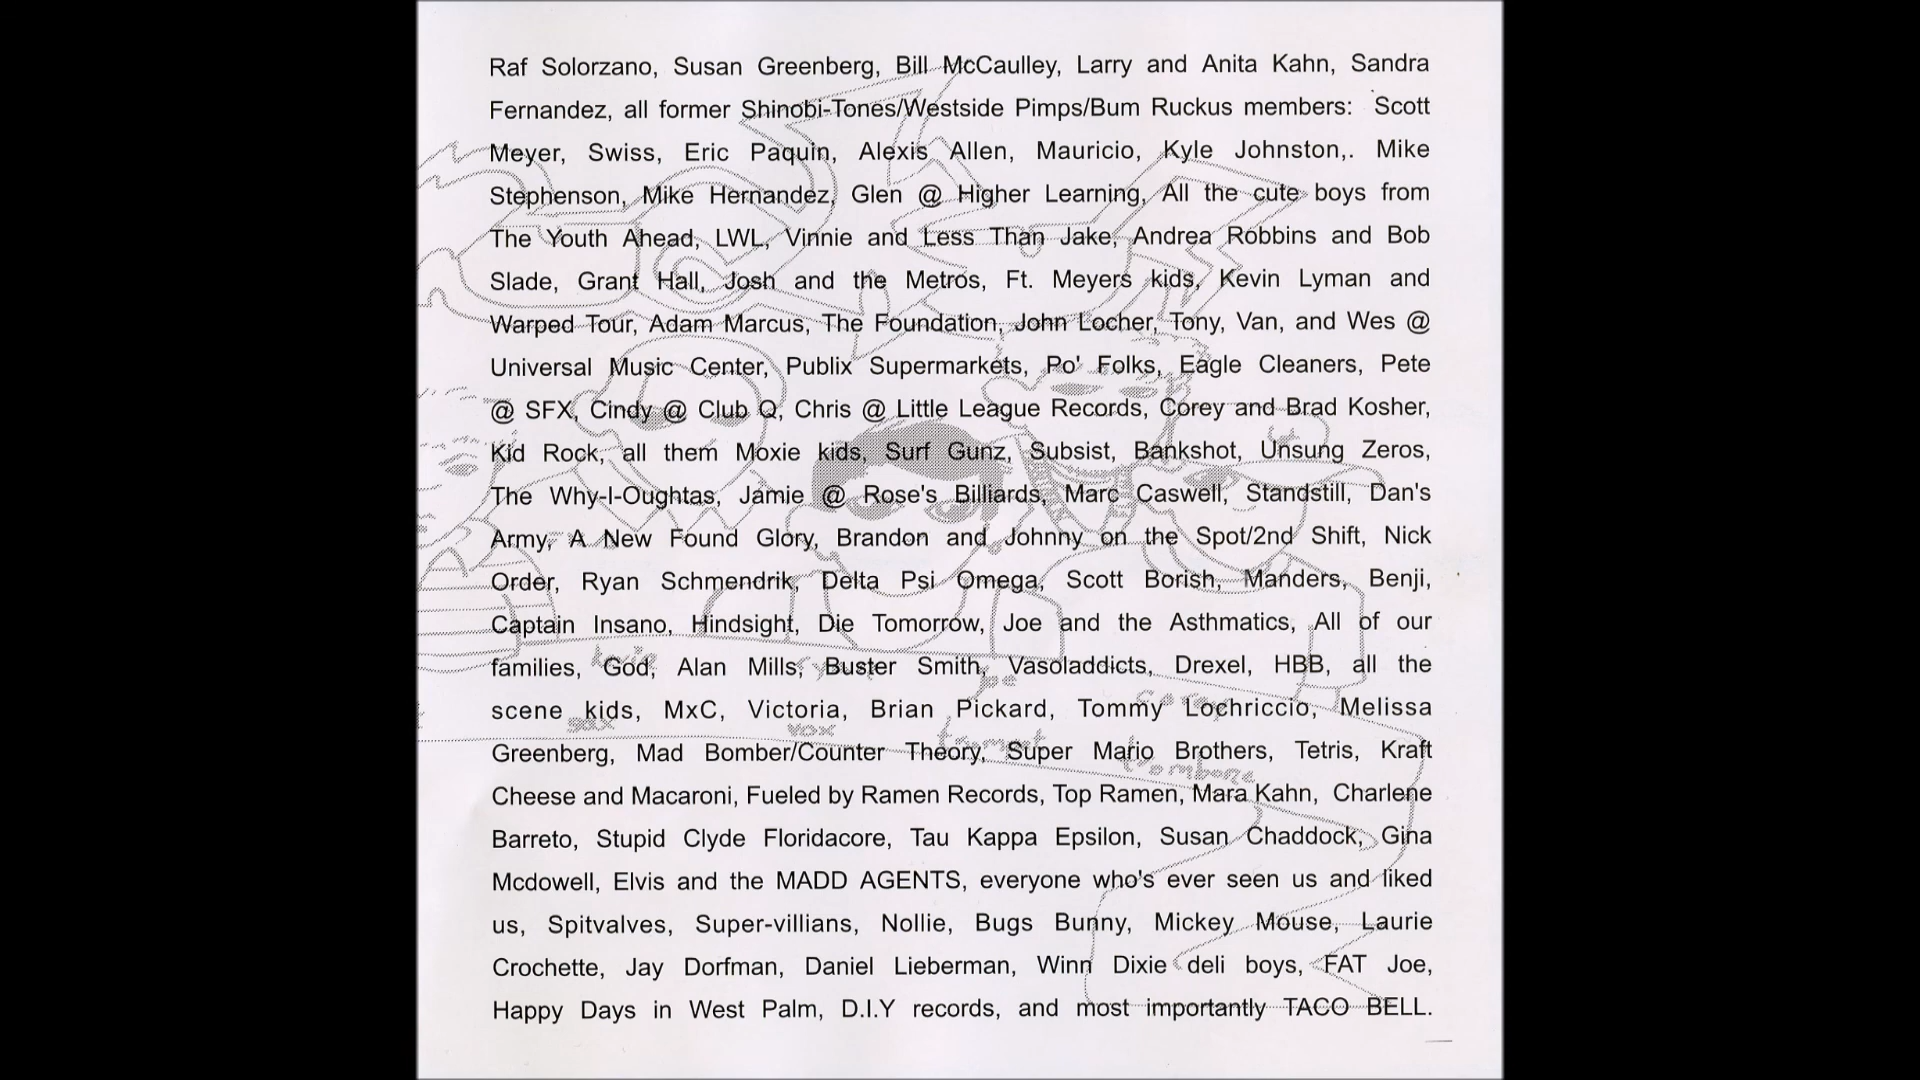 Raf Solorzano, Susan Greenberg, Bill McCaulley, Larry and Anita Kahn, Sandra
Fernandez, all former Shinobi-Tones/Westside Pimps/Bum Ruckus members: Scott
Meyer, Swiss, Eric Paquin, Alexis Allen, Mauricio, Kyle Johnston,. Mike
Stephenson, Mike Hernandez, Glen @ Higher Learning, All the cute boys from
The Youth Ahead, LWL, Vinnie and Less Than Jake, Andrea Robbins and Bob
Slade, Grant Hall, Josh and the Metros, Ft. Meyers kids, Kevin Lyman and
Warped Tour, Adam Marcus, The Foundation, John Locher, Tony, Van, and Wes @
Universal Music Center, Publix Supermarkets, Po' Folks, Eagle Cleaners, Pete
@ SFX, Cindy @ Club Q, Chris @ Little League Records, Corey and Brad Kosher,
Kid Rock, all them Moxie kids, Surf Gunz, Subsist, Bankshot, Unsung Zeros,
The Why-I-Oughtas, Jamie @ Rose's Billiards, Marc Caswell, Standstill, Dan's
Army, A New Found Glory, Brandon and Johnny on the Spot/2nd Shift, Nick
Order, Ryan Schmendrik, Delta Psi Omega, Scott Borish, Manders, Benji,
Captain Insano, Hindsight, Die Tomorrow, Joe and the Asthmatics, All of our
families, God, Alan Mills, Buster Smith, Vasoladdicts, Drexel, HBB, all the
scene kids, MxC, Victoria, Brian Pickard, Tommy Lochriccio, Melissa
Greenberg, Mad Bomber/Counter Theory, Super Mario Brothers, Tetris, Kraft
Cheese and Macaroni, Fueled by Ramen Records, Top Ramen, Mara Kahn, Charlene
Barreto, Stupid Clyde Floridacore, Tau Kappa Epsilon, Susan Chaddock, Gina
Mcdowell, Elvis and the MADD AGENTS, everyone who's ever seen us and liked
us, Spitvalves, Super-villians, Nollie, Bugs Bunny, Mickey Mouse, Laurie
Crochette, Jay Dorfman, Daniel Lieberman, Winn Dixie deli boys, FAT Joe,
Happy Days in West Palm, D.I.Y records, and most importantly TACO BELL.
sax
vox
trumpet
trombone